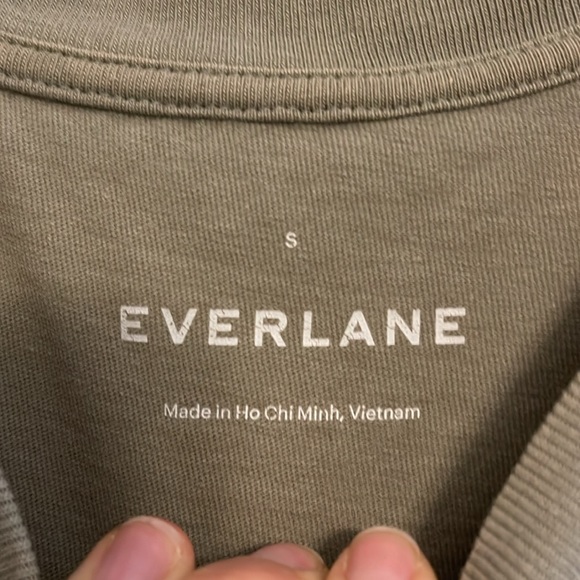 S
EVERLANE
Made in Ho Chi Minh, Vietnam